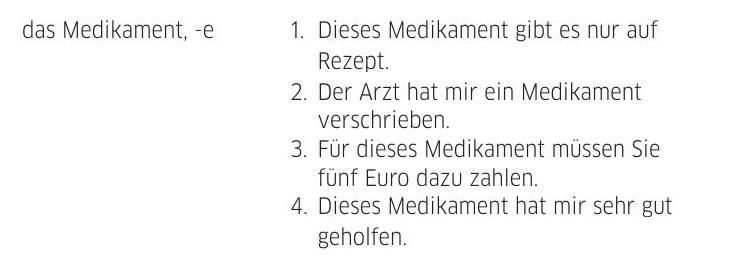 das Medikament, -e
1. Dieses Medikament gibt es nur auf
Rezept.
2. Der Arzt hat mir ein Medikament
verschrieben.
3. Für dieses Medikament müssen Sie
fünf Euro dazu zahlen.
4. Dieses Medikament hat mir sehr gut
geholfen.